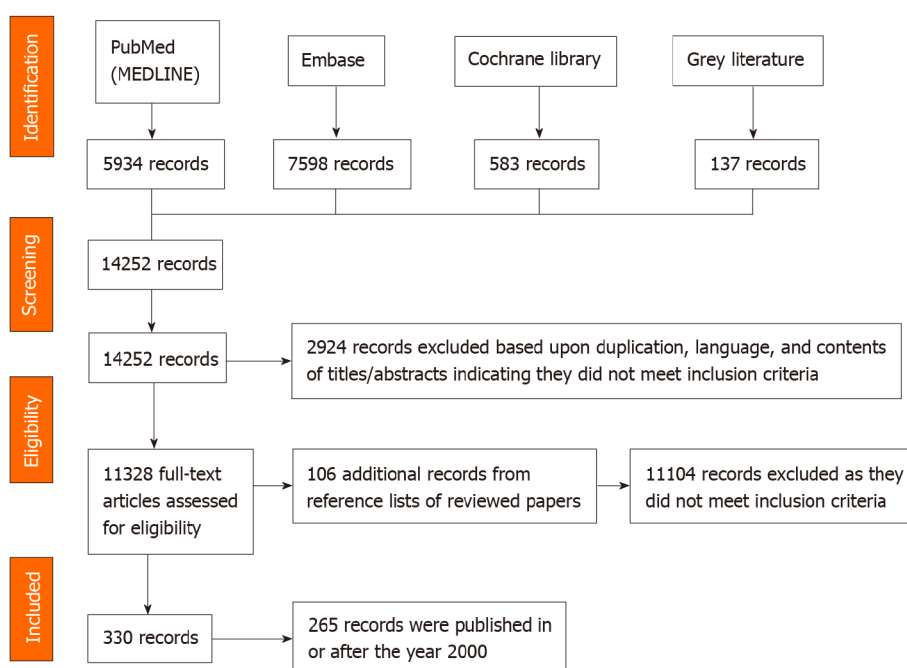 Identification
PubMed
(MEDLINE)
Embase
Cochrane library
Grey literature
5934 records
7598 records
583 records
137 records
Screening
14252 records
14252 records
2924 records excluded based upon duplication, language, and contents
of titles/abstracts indicating they did not meet inclusion criteria
Eligibility
11328 full-text
articles assessed
for eligibility
106 additional records from
reference lists of reviewed papers
11104 records excluded as they
did not meet inclusion criteria
Included
330 records
265 records were published in
or after the year 2000